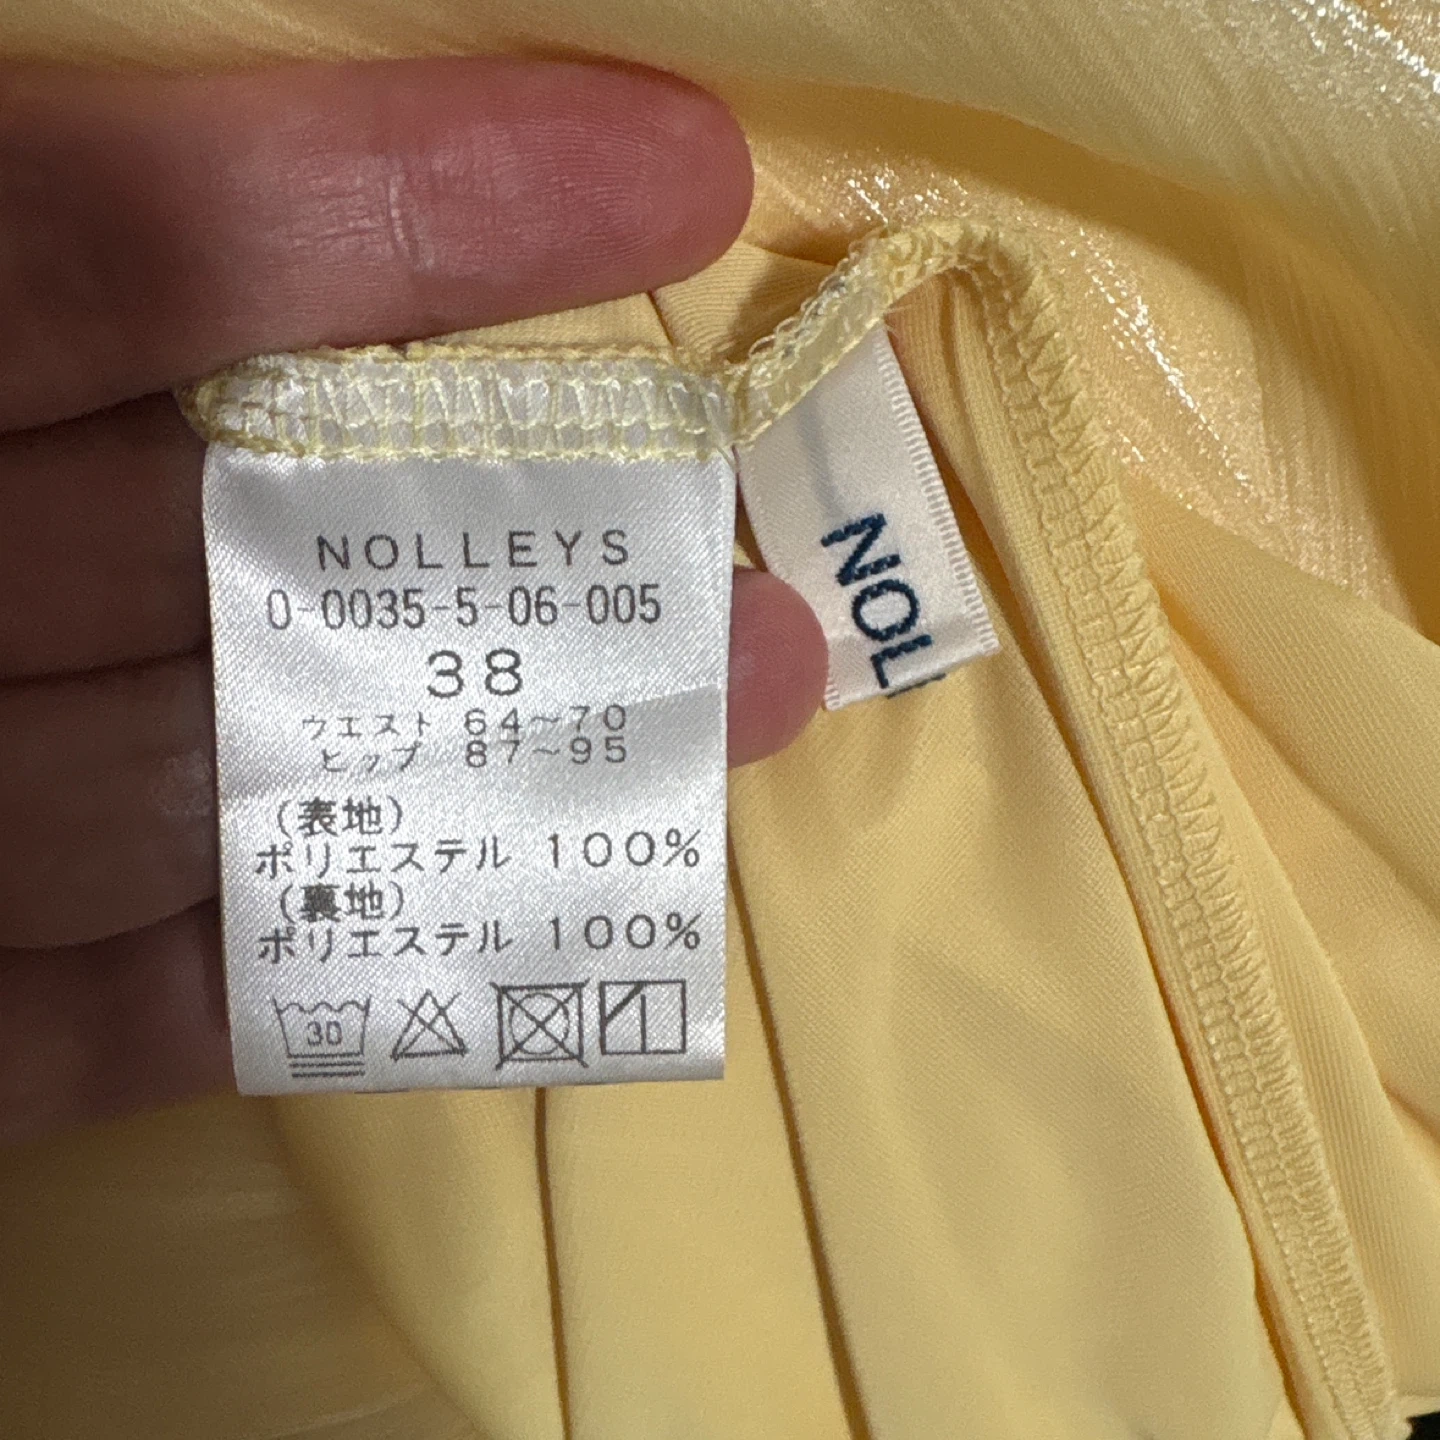 NOLLEYS
0-0035-5-06-005
38
ウエスト 64～70
ヒップ 87～95
(表地)
ポリエステル 100%
(裏地)
ポリエステル 100%
30
NOL